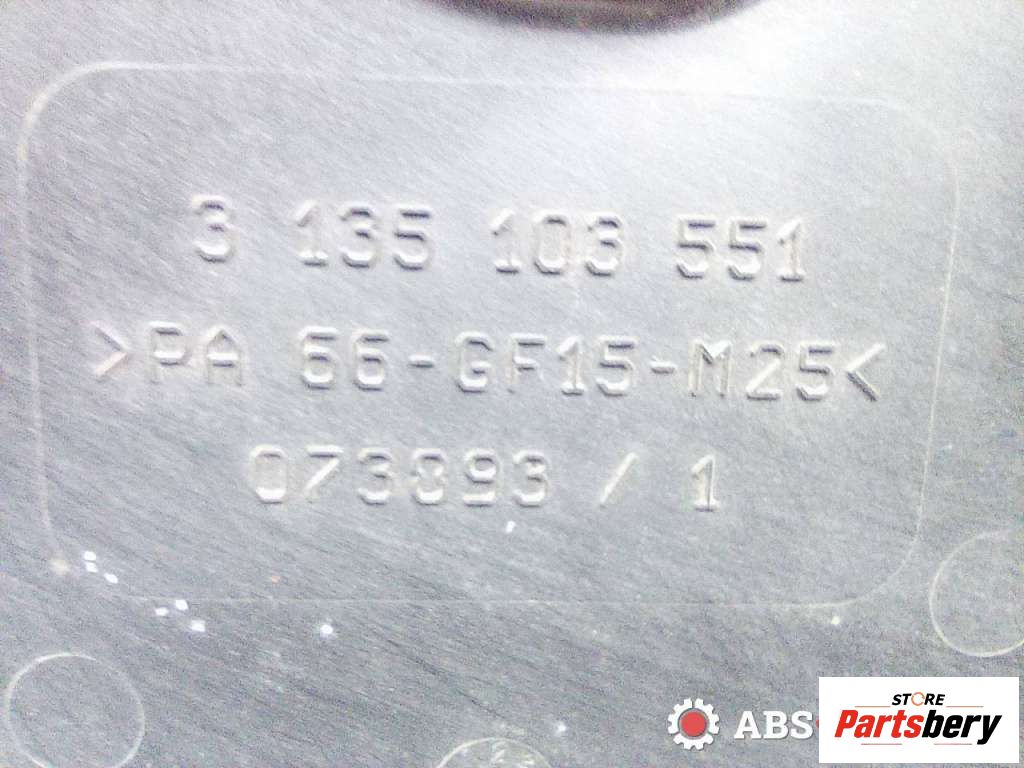 3 135 103 551
>PA 66-GF15-M25<
073893 / 1
ABS
STORE
Partsbery